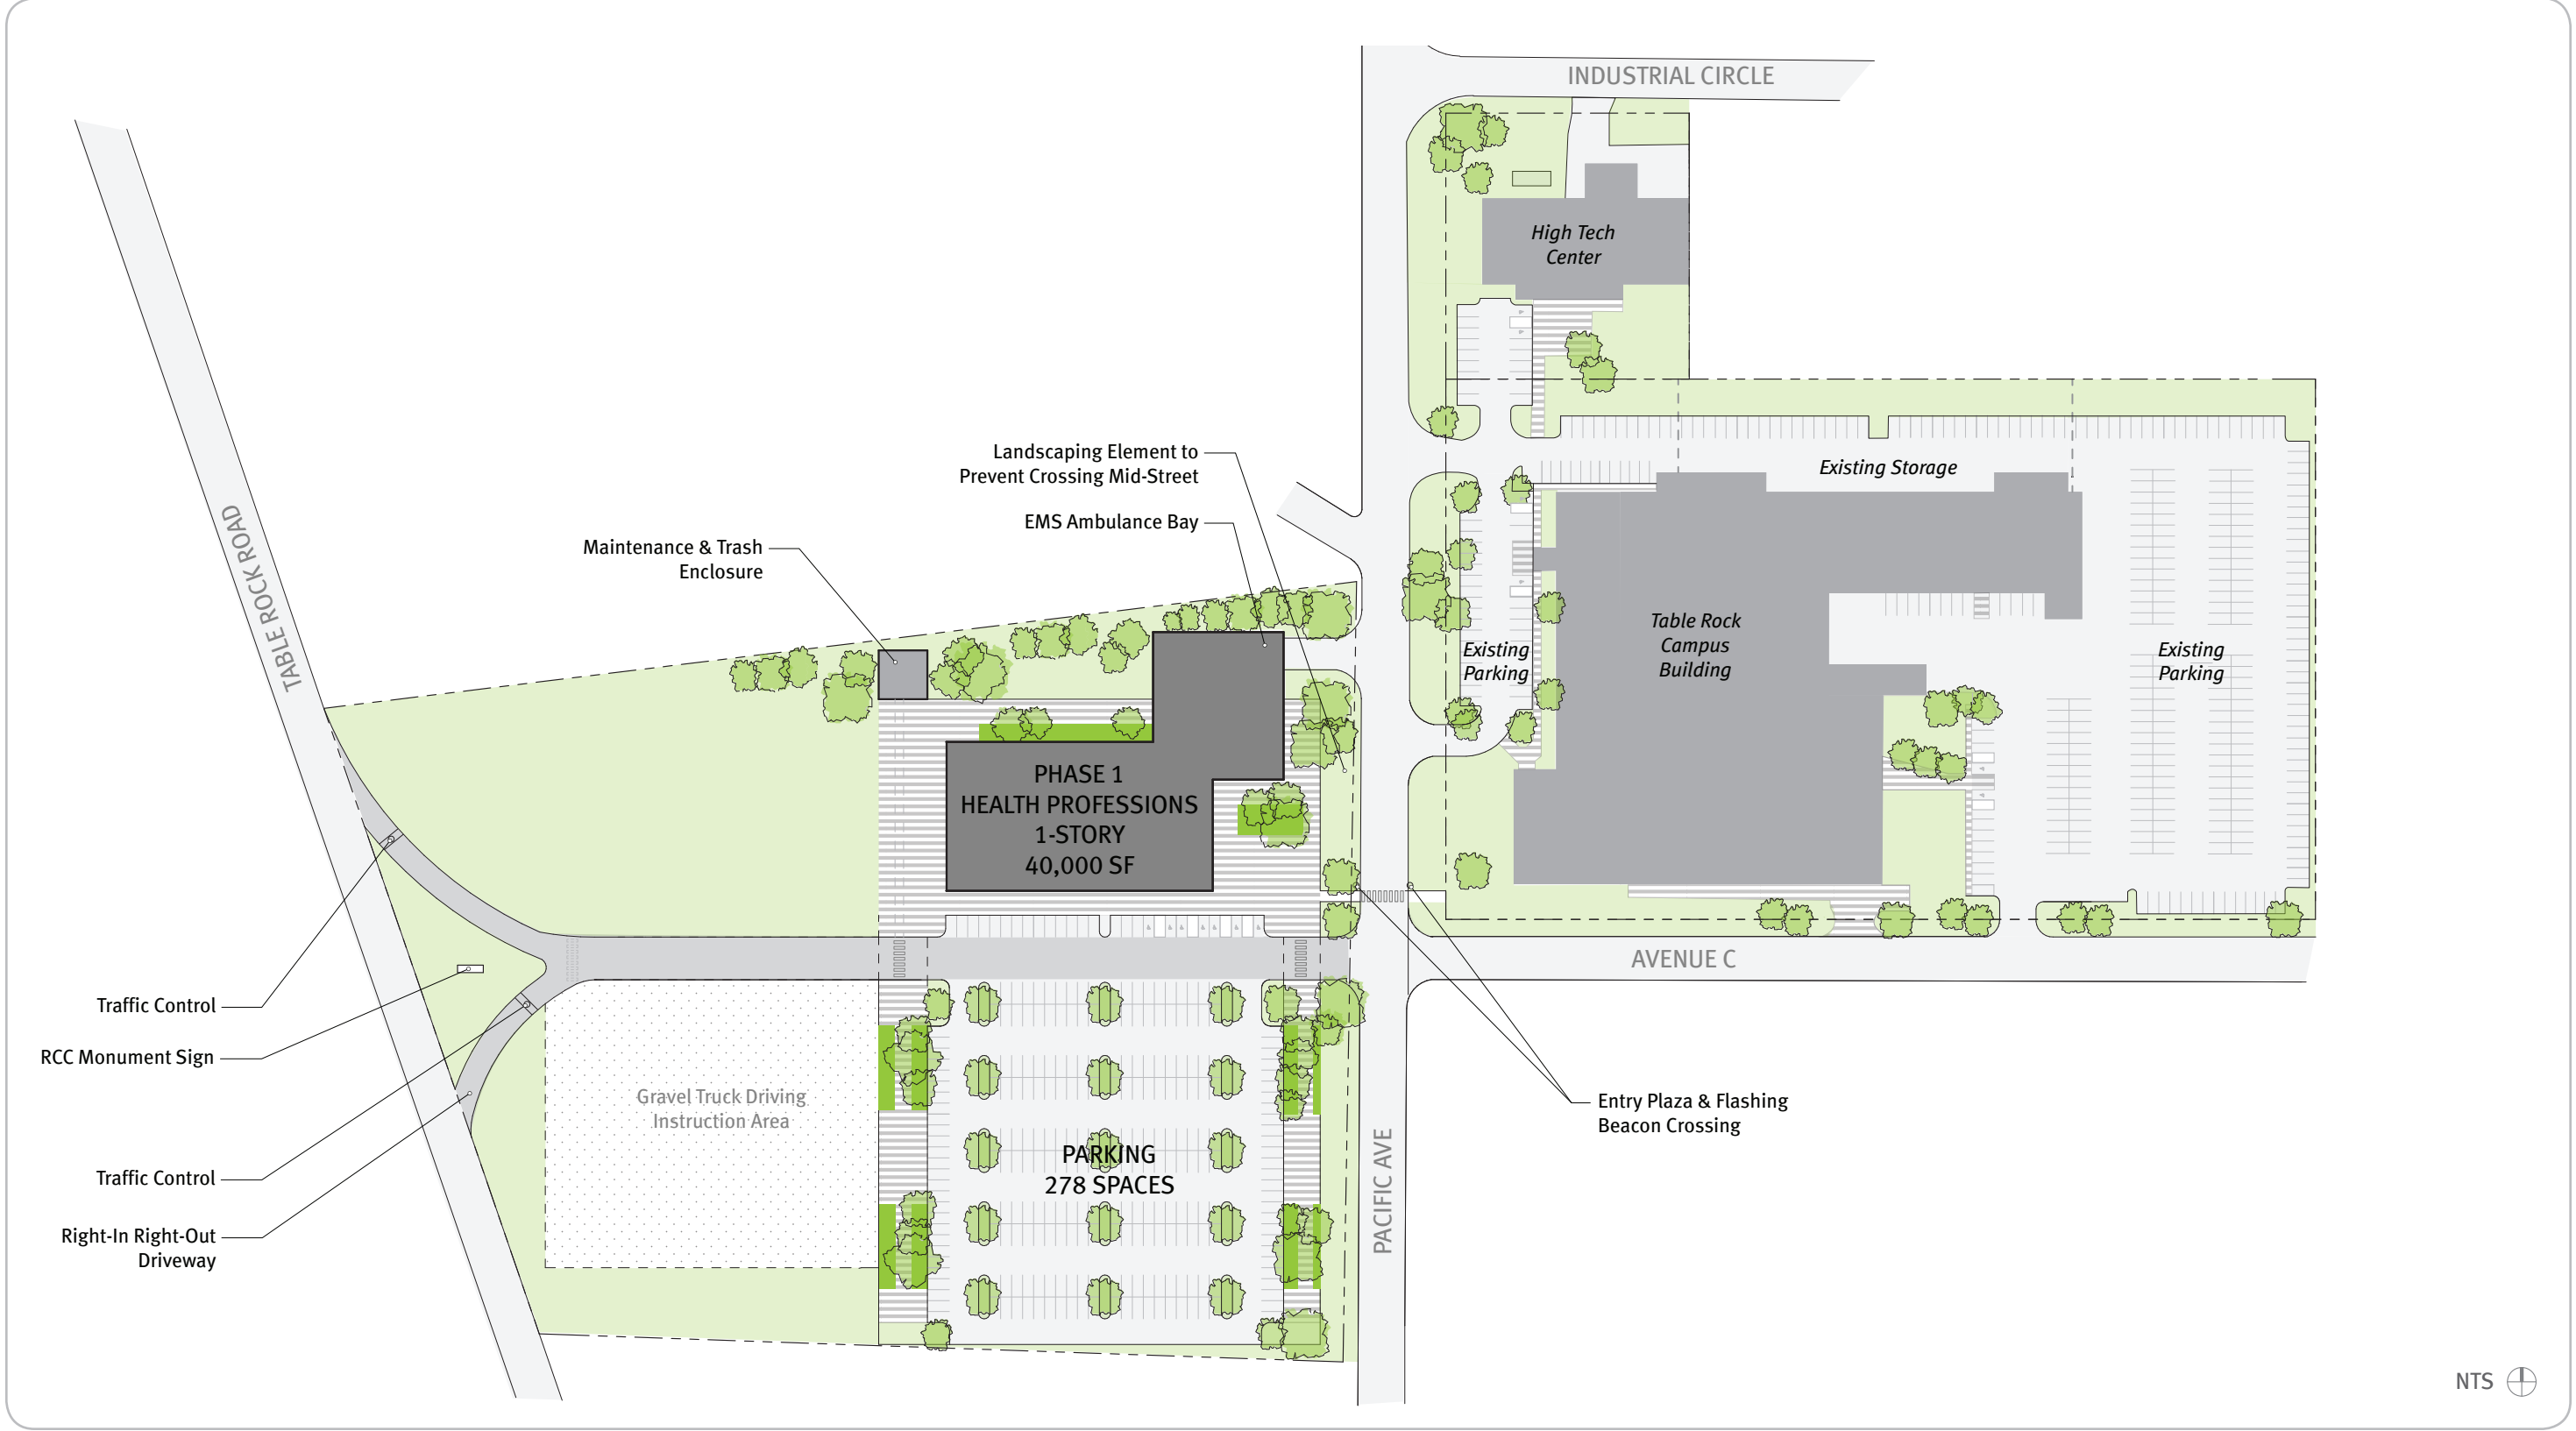 INDUSTRIAL CIRCLE
High Tech
Center
Landscaping Element to
Prevent Crossing Mid-Street
EMS Ambulance Bay
Maintenance & Trash
Enclosure
TABLE ROCK ROAD
Existing Storage
Existing
Parking
Table Rock
Campus
Building
Existing
Parking
PHASE 1
HEALTH PROFESSIONS
1-STORY
40,000 SF
AVENUE C
Traffic Control
RCC Monument Sign
Traffic Control
Right-In Right-Out
Driveway
Gravel Truck Driving
Instruction Area
PARKING
278 SPACES
PACIFIC AVE
Entry Plaza & Flashing
Beacon Crossing
NTS